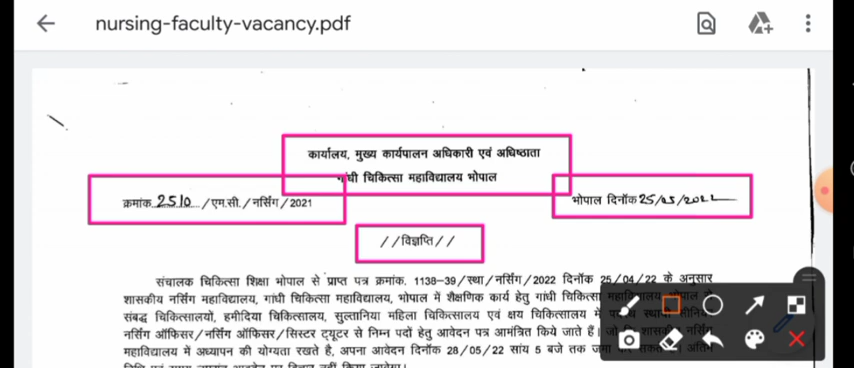 nursing-faculty-vacancy.pdf
कार्यालय, मुख्य कार्यपालन अधिकारी एवं अधिष्ठाता
गांधी चिकित्सा महाविद्यालय भोपाल
क्रमांक 2510 /एम.सी./नर्सिंग/2021
भोपाल दिनॉक 25/05/2022
//विज्ञप्ति//
संचालक चिकित्सा शिक्षा भोपाल से प्राप्त पत्र क्रमांक. 1138-39/स्था/नर्सिंग/2022 दिनॉक 25/04/22 के अनुसार
शासकीय नर्सिंग महाविद्यालय, गांधी चिकित्सा महाविद्यालय, भोपाल में शैक्षणिक कार्य हेतु गांधी चिकित्सा महाविद्यालय, भोपाल
संबद्ध चिकित्सालयों, हमीदिया चिकित्सालय, सुल्तानिया महिला चिकित्सालय एवं क्षय चिकित्सालय में
नर्सिंग ऑफिसर/नर्सिंग ऑफिसर/सिस्टर ट्यूटर से निम्न पदों हेतु आवेदन पत्र आमंत्रित किये जाते है। जो
महाविद्यालय में अध्यापन की योग्यता रखते है, अपना आवेदन दिनॉक 28/05/22 सांय 5 बजे तक